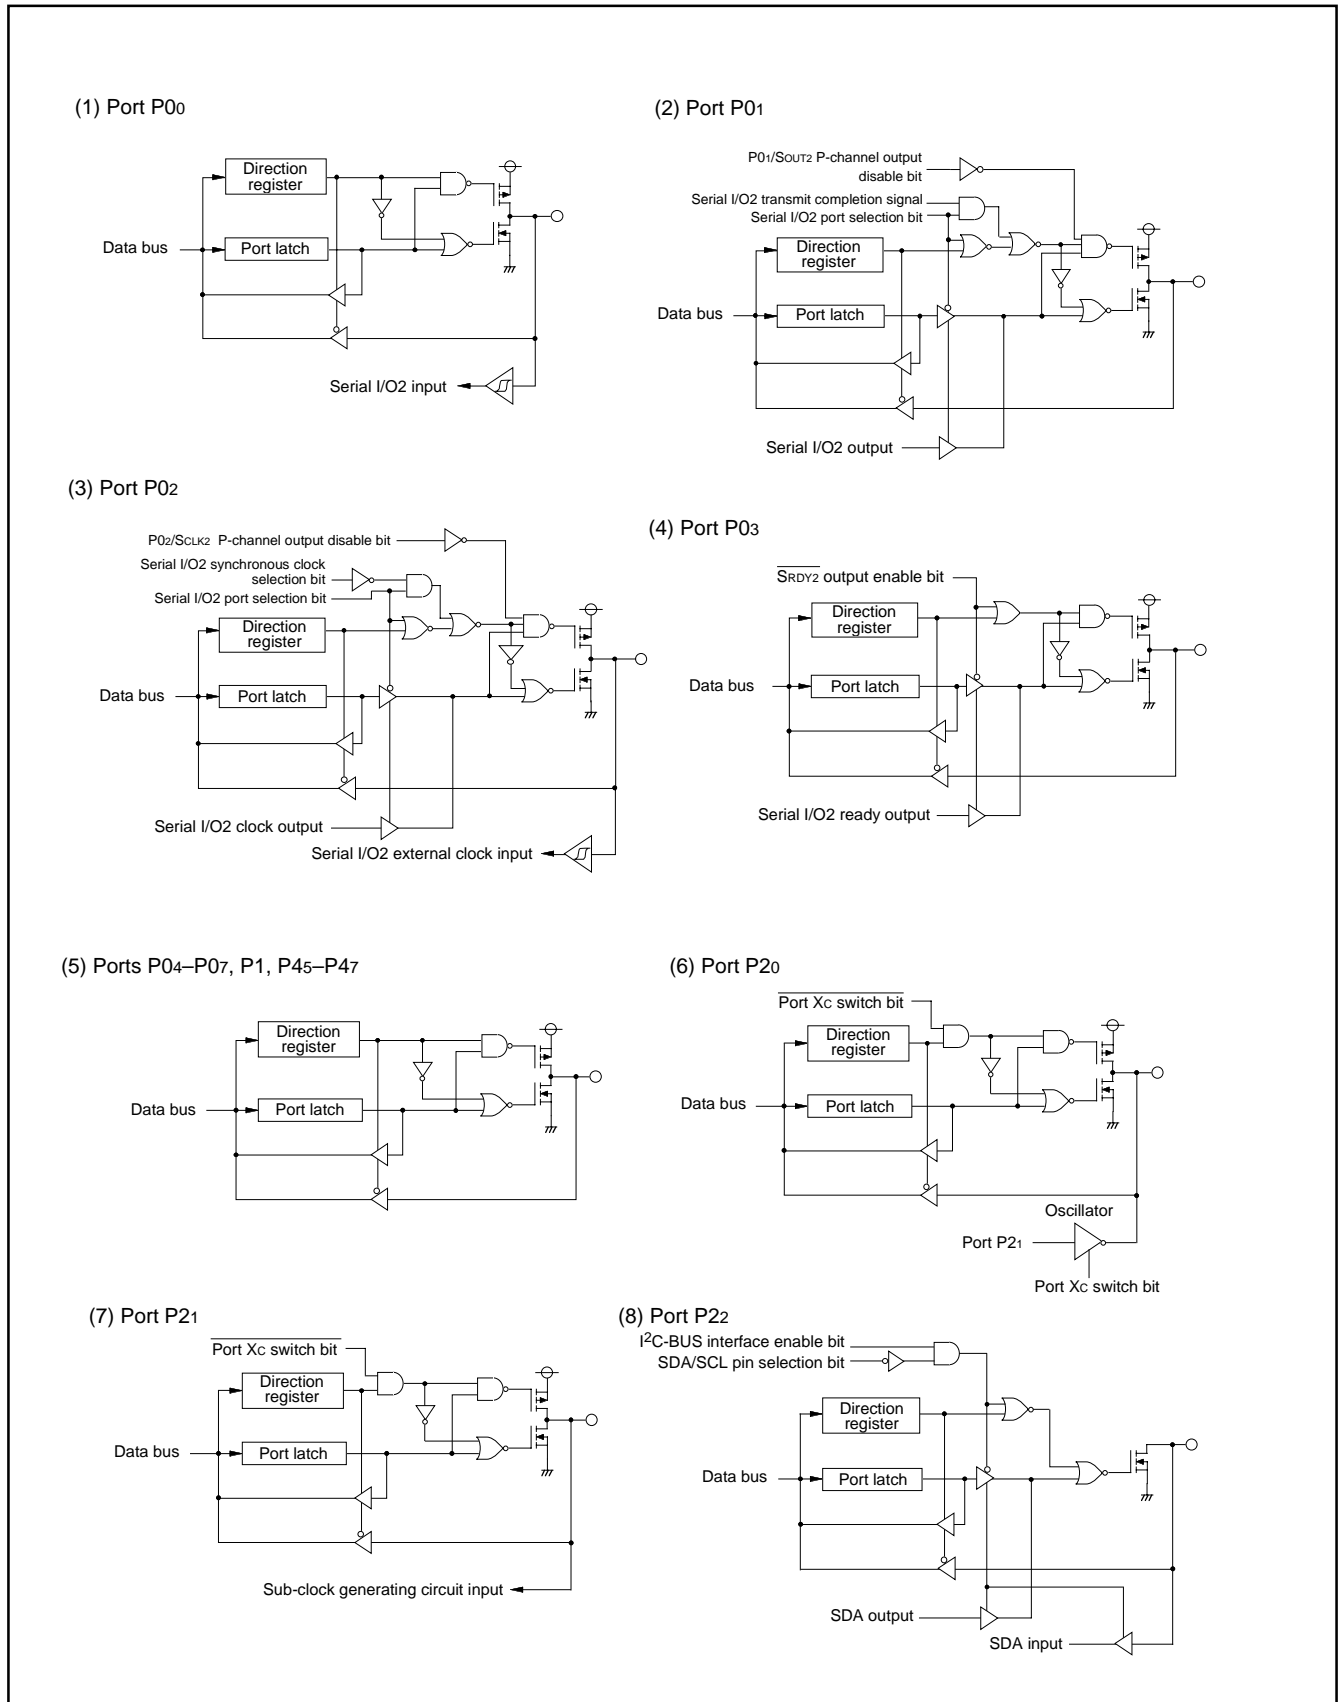 (1) Port P00
Direction
register
Data bus
Port latch
Serial I/O2 input
(2) Port P01
P01/SOUT2 P-channel output
disable bit
Serial I/O2 transmit completion signal
Serial I/O2 port selection bit
Direction
register
Data bus
Port latch
Serial I/O2 output
(3) Port P02
P02/SCLK2 P-channel output disable bit
Serial I/O2 synchronous clock
selection bit
Serial I/O2 port selection bit
Direction
register
Data bus
Port latch
Serial I/O2 clock output
Serial I/O2 external clock input
(4) Port P03
SRDY2 output enable bit
Direction
register
Data bus
Port latch
Serial I/O2 ready output
(5) Ports P04–P07, P1, P45–P47
Direction
register
Data bus
Port latch
(6) Port P20
Port XC switch bit
Direction
register
Data bus
Port latch
Oscillator
Port P21
Port XC switch bit
(7) Port P21
Port XC switch bit
Direction
register
Data bus
Port latch
Sub-clock generating circuit input
(8) Port P22
I2C-BUS interface enable bit
SDA/SCL pin selection bit
Direction
register
Data bus
Port latch
SDA output
SDA input